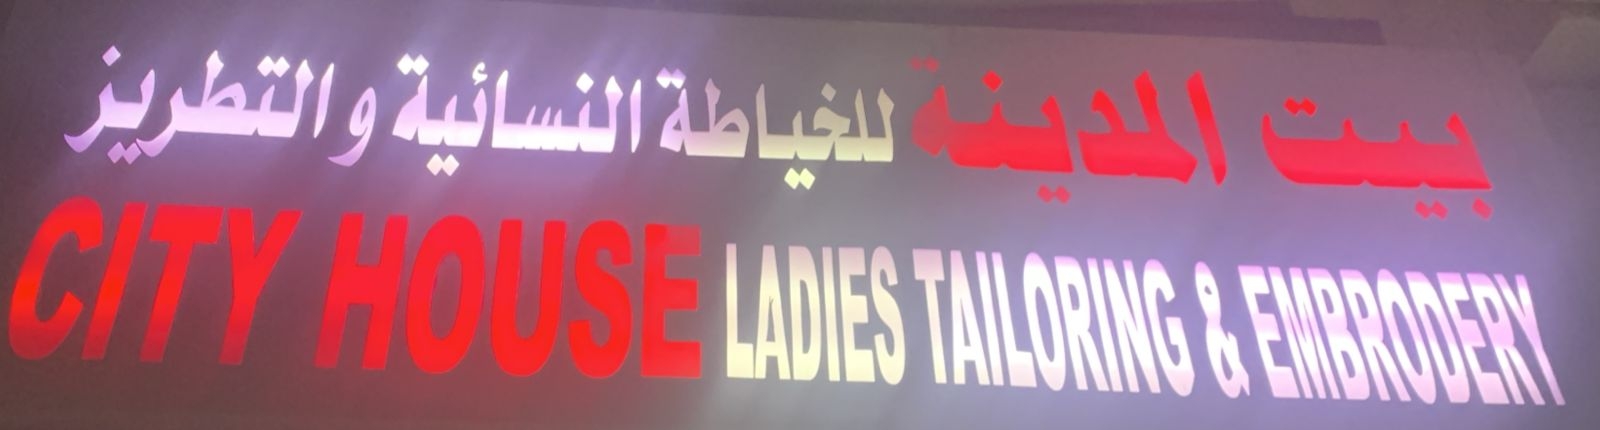 بيت المدينة للخياطة النسائية و التطريز
CITY HOUSE LADIES TAILORING & EMBRODERY